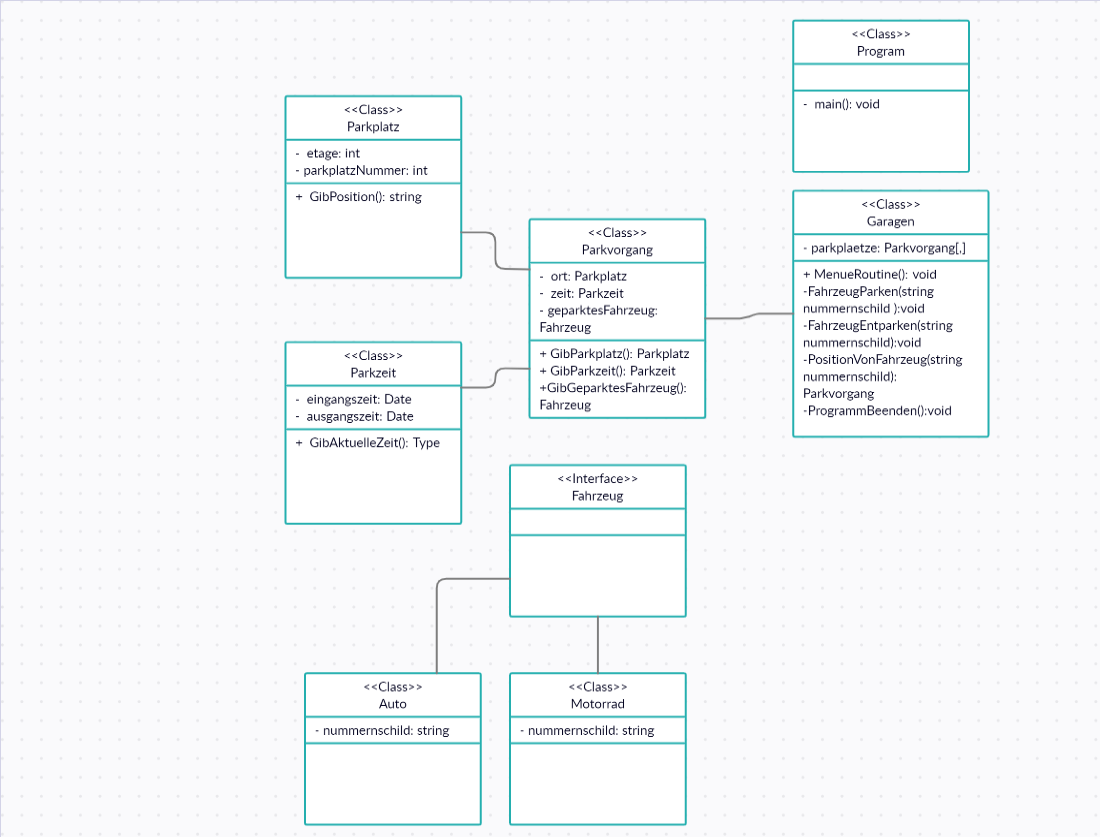 <<Class>>
Program
- main(): void
<<Class>>
Parkplatz
- etage: int
- parkplatzNummer: int
+ GibPosition(): string
<<Class>>
Garagen
- parkplaetze: Parkvorgang[,]
+ MenueRoutine(): void
-FahrzeugParken(string
nummernschild ):void
-FahrzeugEntparken(string
nummernschild):void
-PositionVonFahrzeug(string
nummernschild):
Parkvorgang
-ProgrammBeenden():void
<<Class>>
Parkvorgang
- ort: Parkplatz
- zeit: Parkzeit
- geparktesFahrzeug:
Fahrzeug
+ GibParkplatz(): Parkplatz
+ GibParkzeit(): Parkzeit
+GibGeparktesFahrzeug():
Fahrzeug
<<Class>>
Parkzeit
- eingangszeit: Date
- ausgangszeit: Date
+ GibAktuelleZeit(): Type
<<Interface>>
Fahrzeug
<<Class>>
Auto
- nummernschild: string
<<Class>>
Motorrad
- nummernschild: string